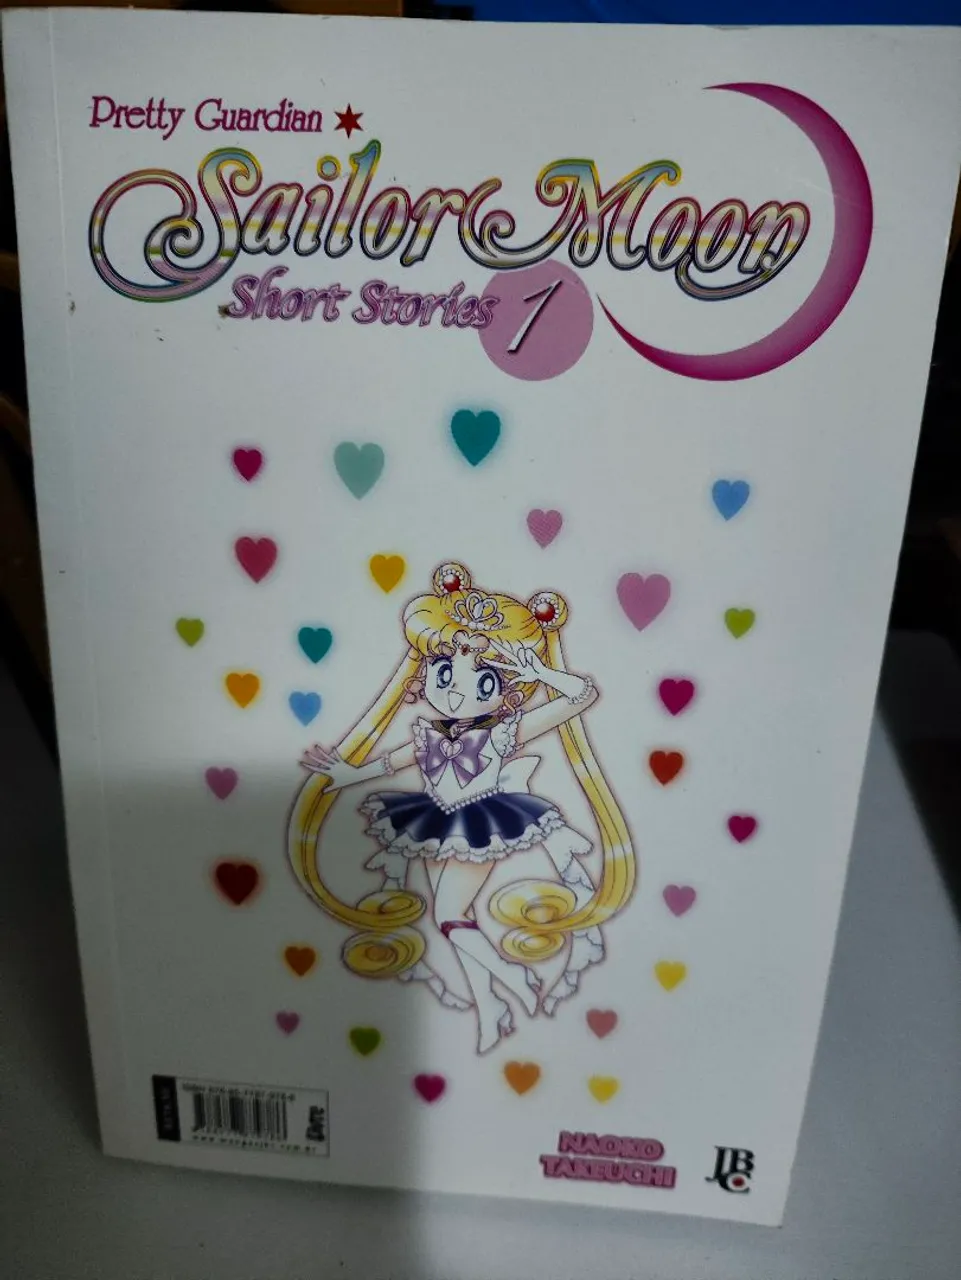 Pretty Guardian
Sailor Moon
Short Stories 1
NAOKO
TAKEUCHI
JBC